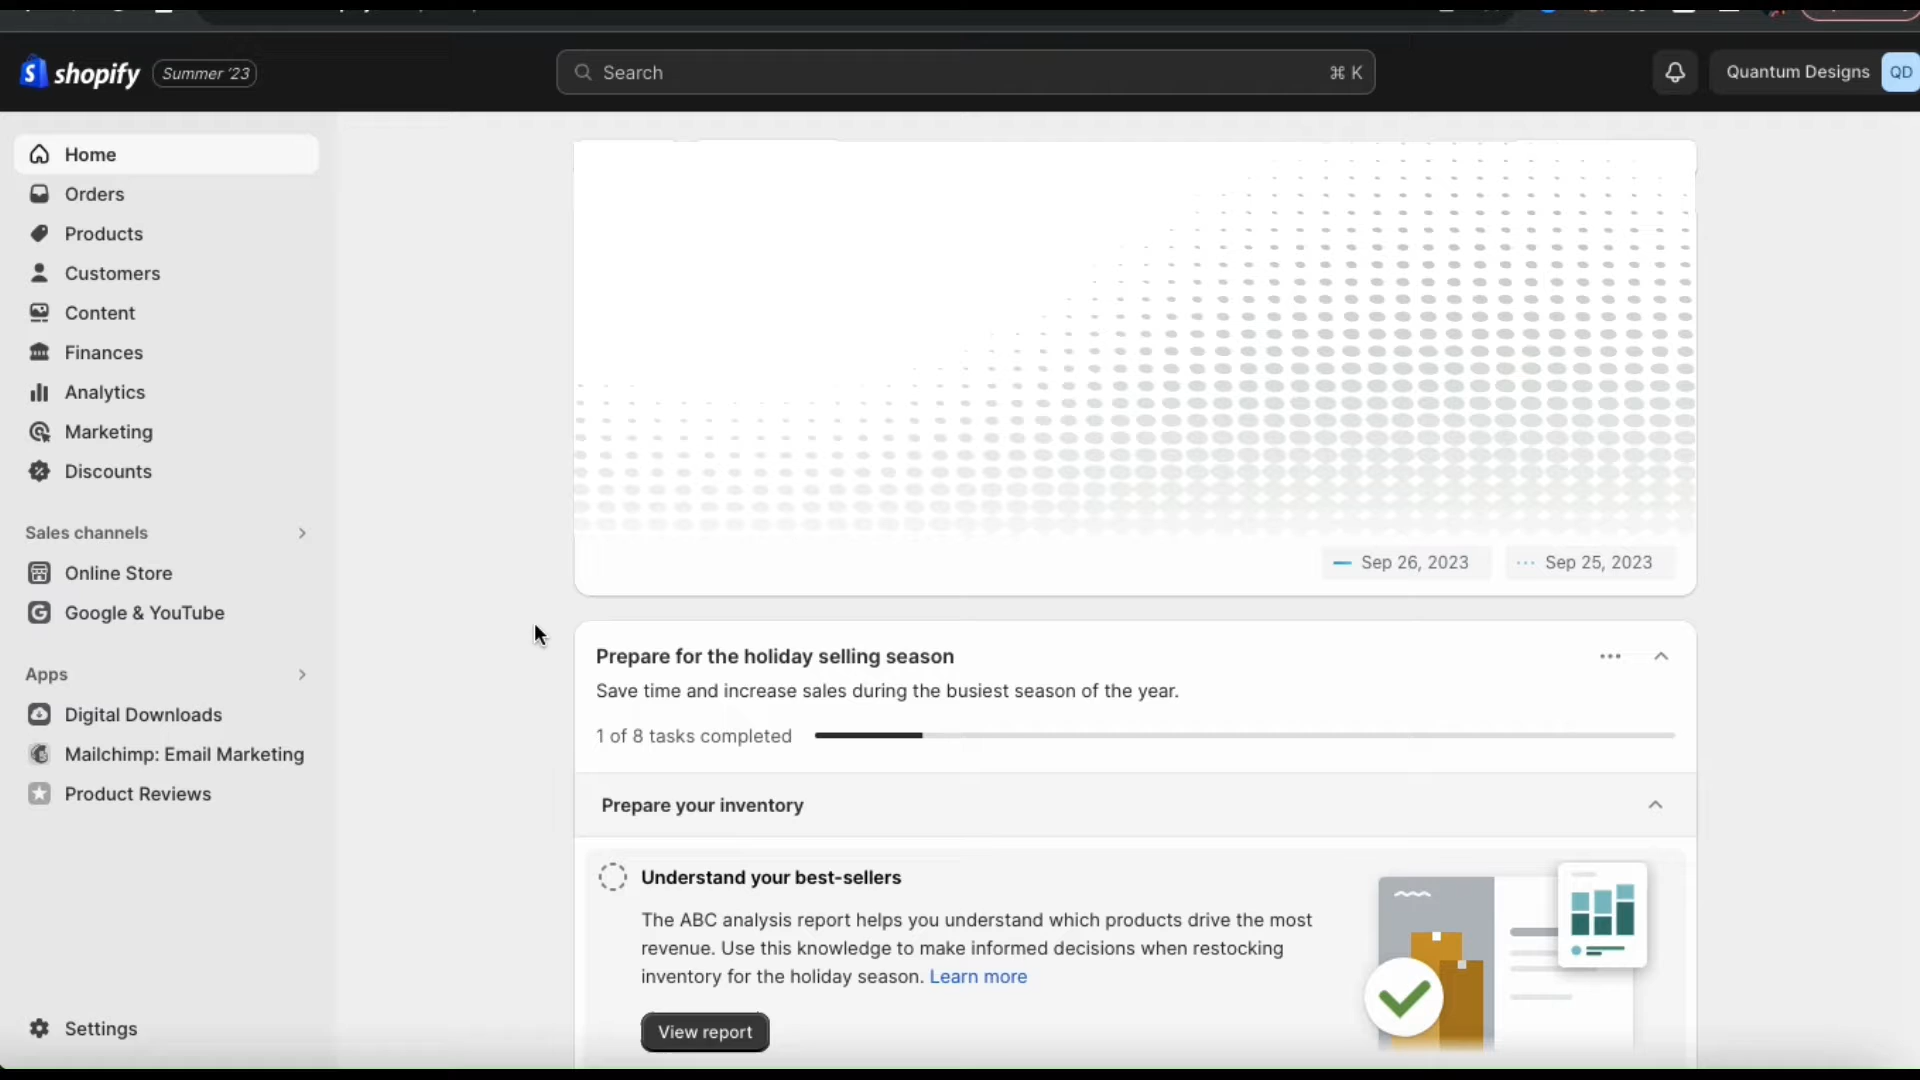 shopify Summer '23
Search ⌘ K
Quantum Designs QD
Home
Orders
Products
Customers
Content
Finances
Analytics
Marketing
Discounts
Sales channels
Online Store
Google & YouTube
Apps
Digital Downloads
Mailchimp: Email Marketing
Product Reviews
Settings
Sep 26, 2023 Sep 25, 2023
Prepare for the holiday selling season
Save time and increase sales during the busiest season of the year.
1 of 8 tasks completed
Prepare your inventory
Understand your best-sellers
The ABC analysis report helps you understand which products drive the most
revenue. Use this knowledge to make informed decisions when restocking
inventory for the holiday season. Learn more
View report